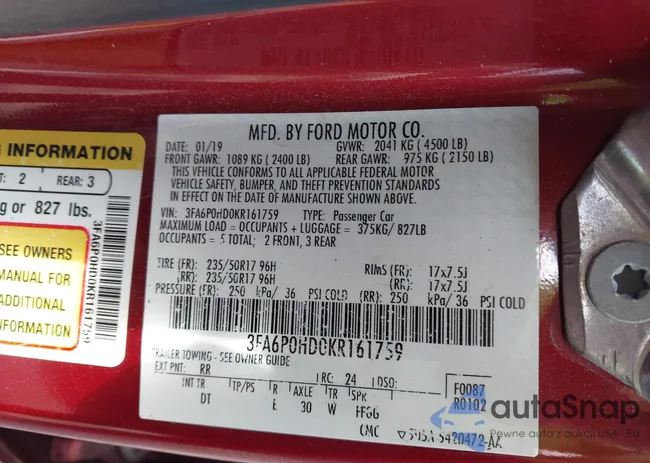 MFD. BY FORD MOTOR CO.
DATE: 01/19 GVWR: 2041 KG ( 4500 LB)
FRONT GAWR: 1089 KG ( 2400 LB) REAR GAWR: 975 KG ( 2150 LB)
THIS VEHICLE CONFORMS TO ALL APPLICABLE FEDERAL MOTOR
VEHICLE SAFETY, BUMPER, AND THEFT PREVENTION STANDARDS
IN EFFECT ON THE DATE OF MANUFACTURE SHOWN ABOVE.
VIN: 3FA6P0HD0KR161759 TYPE: Passenger Car
MAXIMUM LOAD = OCCUPANTS + LUGGAGE = 375KG/ 827LB
OCCUPANTS = 5 TOTAL; 2 FRONT, 3 REAR
TIRE (FR): 235/50R17 96H RIMS (FR): 17x7.5J
(RR): 235/50R17 96H (RR): 17x7.5J
PRESSURE (FR): 250 kPa/ 36 PSI COLD (RR): 250 kPa/ 36 PSI COLD
3FA6P0HD0KR161759
TRAILER TOWING - SEE OWNER GUIDE
EXT PNT: RR RC: 24 DSO: F0087
R0102
INT TR TP/PS R AXLE TR SPR
DT E 30 W FFGG
CMC
INFORMATION
2 REAR: 3
g or 827 lbs.
SEE OWNERS
MANUAL FOR
ADDITIONAL
INFORMATION
3FA6P0HD0KR161759
autoSnap
Pewne auta z aukcji USA - EU